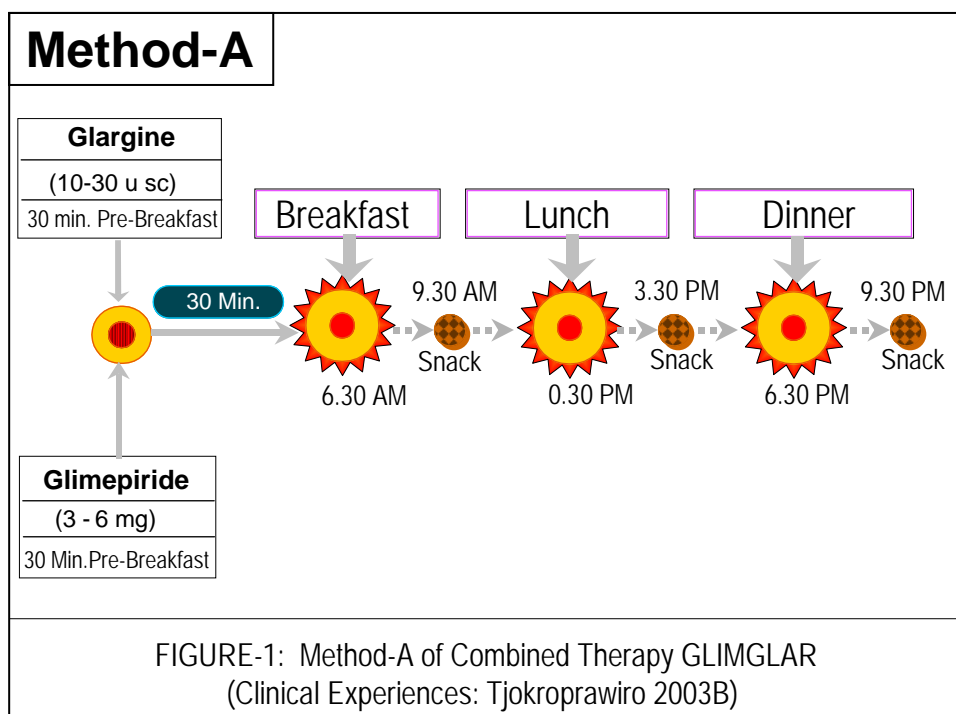 Method-A
Glargine
(10-30 u sc)
30 min. Pre-Breakfast
Breakfast
Lunch
Dinner
30 Min.
9.30 AM
3.30 PM
9.30 PM
Snack
Snack
Snack
6.30 AM
0.30 PM
6.30 PM
Glimepiride
(3 - 6 mg)
30 Min.Pre-Breakfast
FIGURE-1: Method-A of Combined Therapy GLIMGLAR
(Clinical Experiences: Tjokroprawiro 2003B)